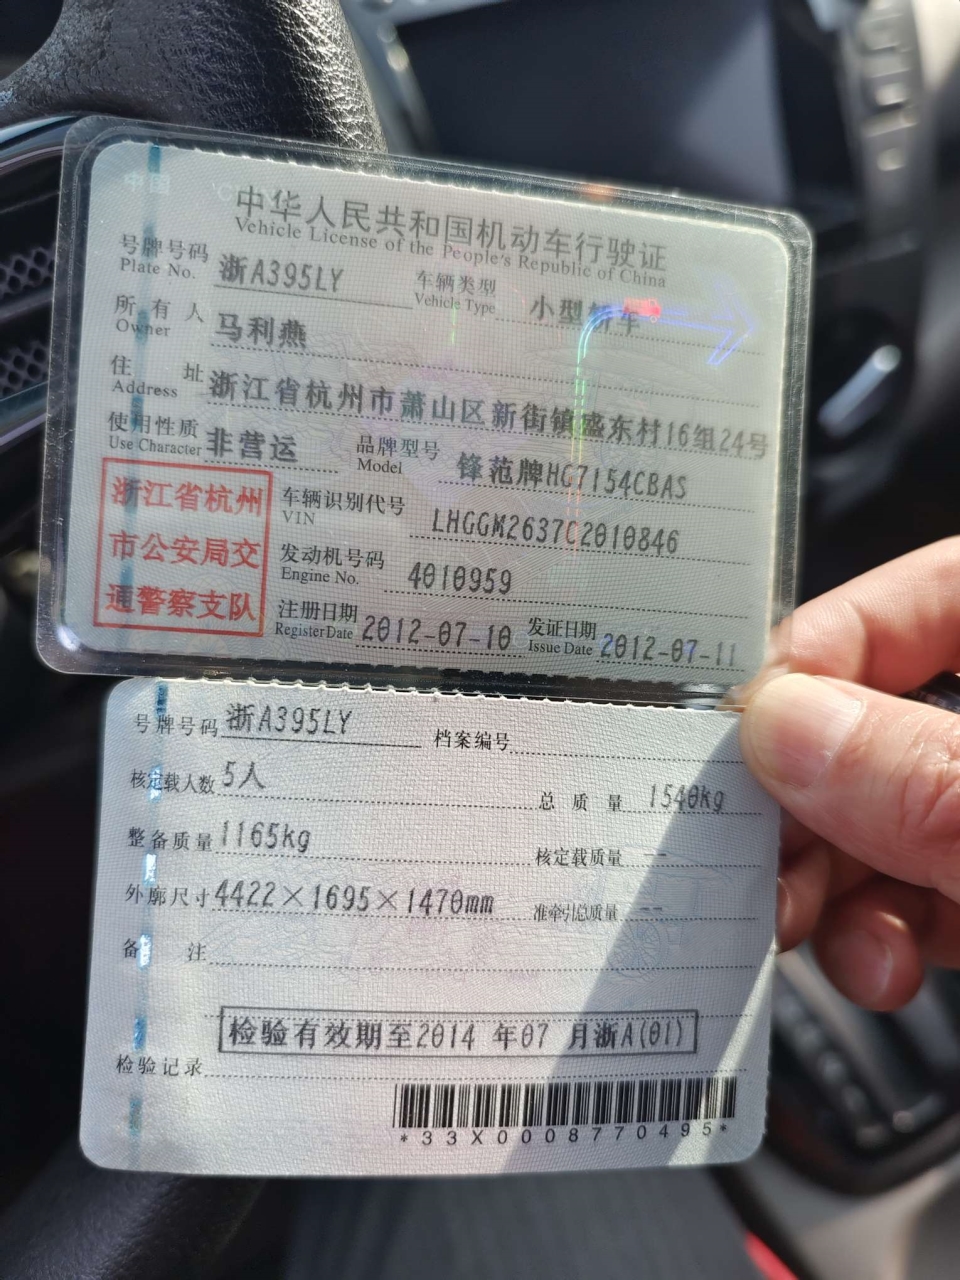 中华人民共和国机动车行驶证
Vehicle License of the People's Republic of China
号牌号码 浙A395LY 车辆类型 小型轿车
Plate No. Vehicle Type
所有人 马利燕
Owner
住址 浙江省杭州市萧山区新街镇盛东村16组24号
Address
使用性质 非营运 品牌型号 锋范牌HG7154CBAS
Use Character Model
浙江省杭州
市公安局交
通警察支队
车辆识别代号 LHGGM2637C2010846
VIN
发动机号码 4010959
Engine No.
注册日期 2012-07-10 发证日期 2012-07-11
Register Date Issue Date
号牌号码 浙A395LY 档案编号
核定载人数 5人 总质量 1540kg
整备质量 1165kg 核定载质量 --
外廓尺寸 4422×1695×1470mm 准牵引总质量 --
备注
检验有效期至2014 年07 月浙A(01)
检验记录
*33X0008770495*